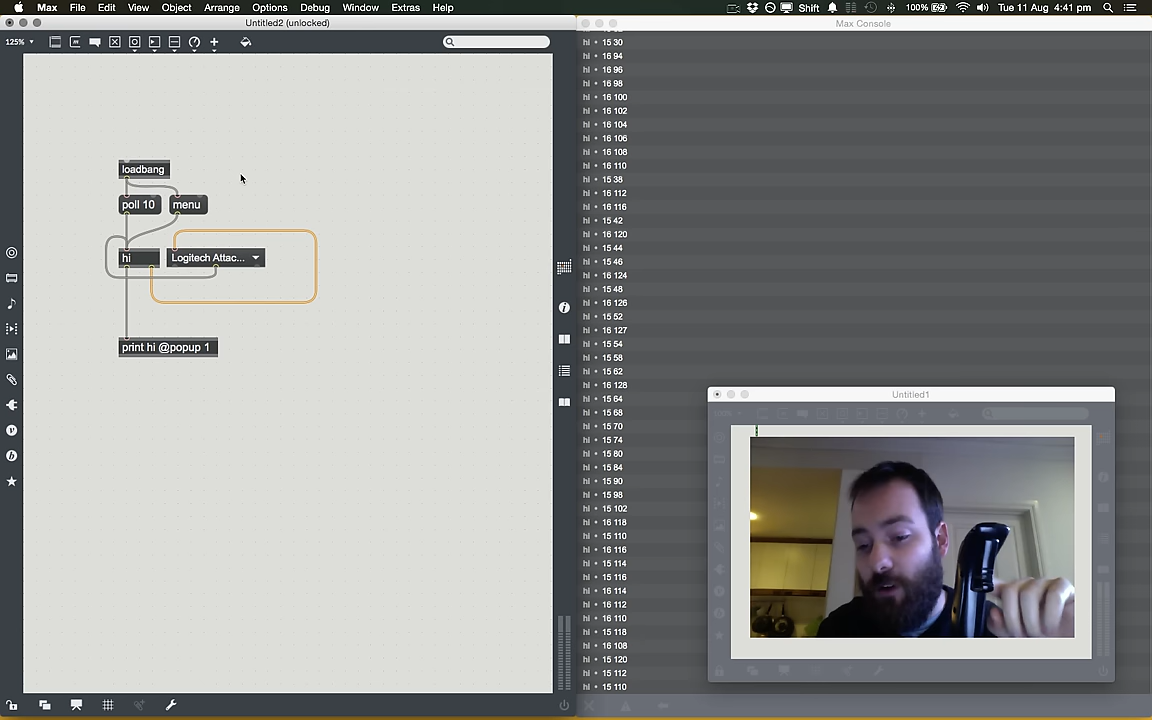 Max File Edit View Object Arrange Options Debug Window Extras Help
Shift 100% Tue 11 Aug 4:41 pm
Untitled2 (unlocked)
Max Console
125%
loadbang
poll 10 menu
hi Logitech Attac...
print hi @popup 1
hi • 15 30
hi • 16 94
hi • 16 96
hi • 16 98
hi • 16 100
hi • 16 102
hi • 16 104
hi • 16 106
hi • 16 108
hi • 16 110
hi • 15 38
hi • 16 112
hi • 16 116
hi • 15 42
hi • 16 120
hi • 15 44
hi • 15 46
hi • 16 124
hi • 15 48
hi • 16 126
hi • 15 52
hi • 16 127
hi • 15 54
hi • 15 58
hi • 15 62
hi • 16 128
hi • 15 64
hi • 15 68
hi • 15 70
hi • 15 74
hi • 15 80
hi • 15 84
hi • 15 90
hi • 15 98
hi • 15 102
hi • 16 118
hi • 15 110
hi • 16 116
hi • 15 114
hi • 15 116
hi • 16 114
hi • 16 112
hi • 16 110
hi • 15 118
hi • 16 108
hi • 15 120
hi • 15 112
hi • 15 110
Untitled1